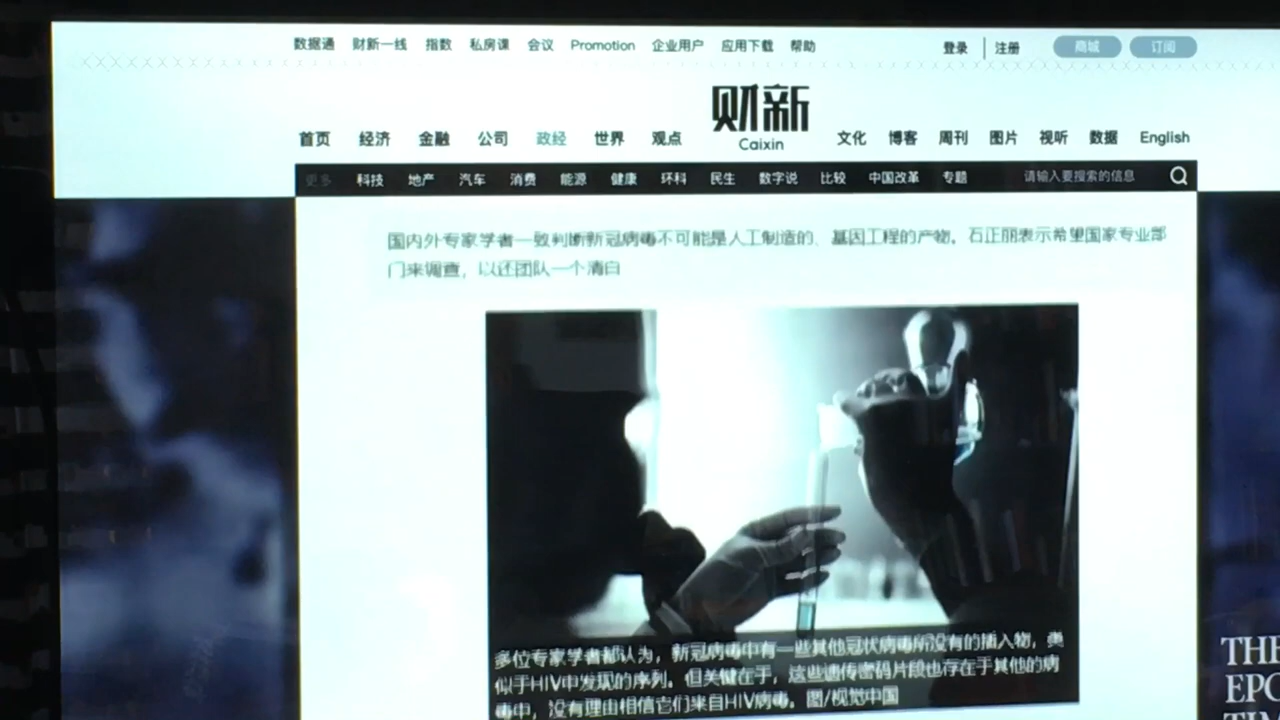 数据通 财新一线 指数 私房课 会议 Promotion 企业用户 应用下载 帮助 登录 注册 商城 订阅
财新
Caixin
首页 经济 金融 公司 政经 世界 观点 文化 博客 周刊 图片 视听 数据 English
更多 科技 地产 汽车 消费 能源 健康 环科 民生 数字说 比较 中国改革 专题 请输入要搜索的信息
国内外专家学者一致判断新冠病毒不可能是人工制造的、基因工程的产物。石正丽表示希望国家专业部
门来调查，以还团队一个清白
多位专家学者都认为，新冠病毒中有一些其他冠状病毒所没有的插入物，类
似于HIV中发现的序列。但关键在于，这些遗传密码片段也存在于其他的病
毒中，没有理由相信它们来自HIV病毒。图/视觉中国
THE
EPO